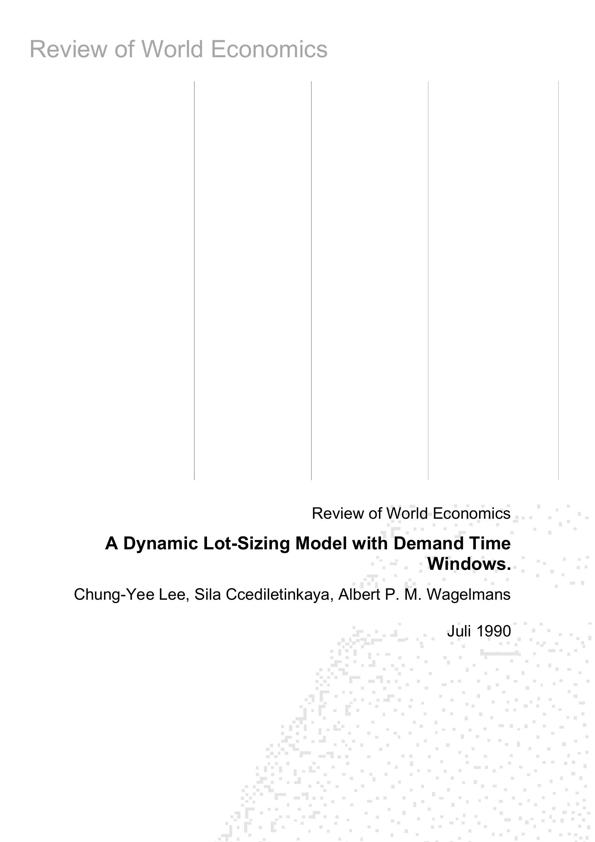 Review of World Economics
Review of World Economics
A Dynamic Lot-Sizing Model with Demand Time
Windows.
Chung-Yee Lee, Sila Ccediletinkaya, Albert P. M. Wagelmans
Juli 1990